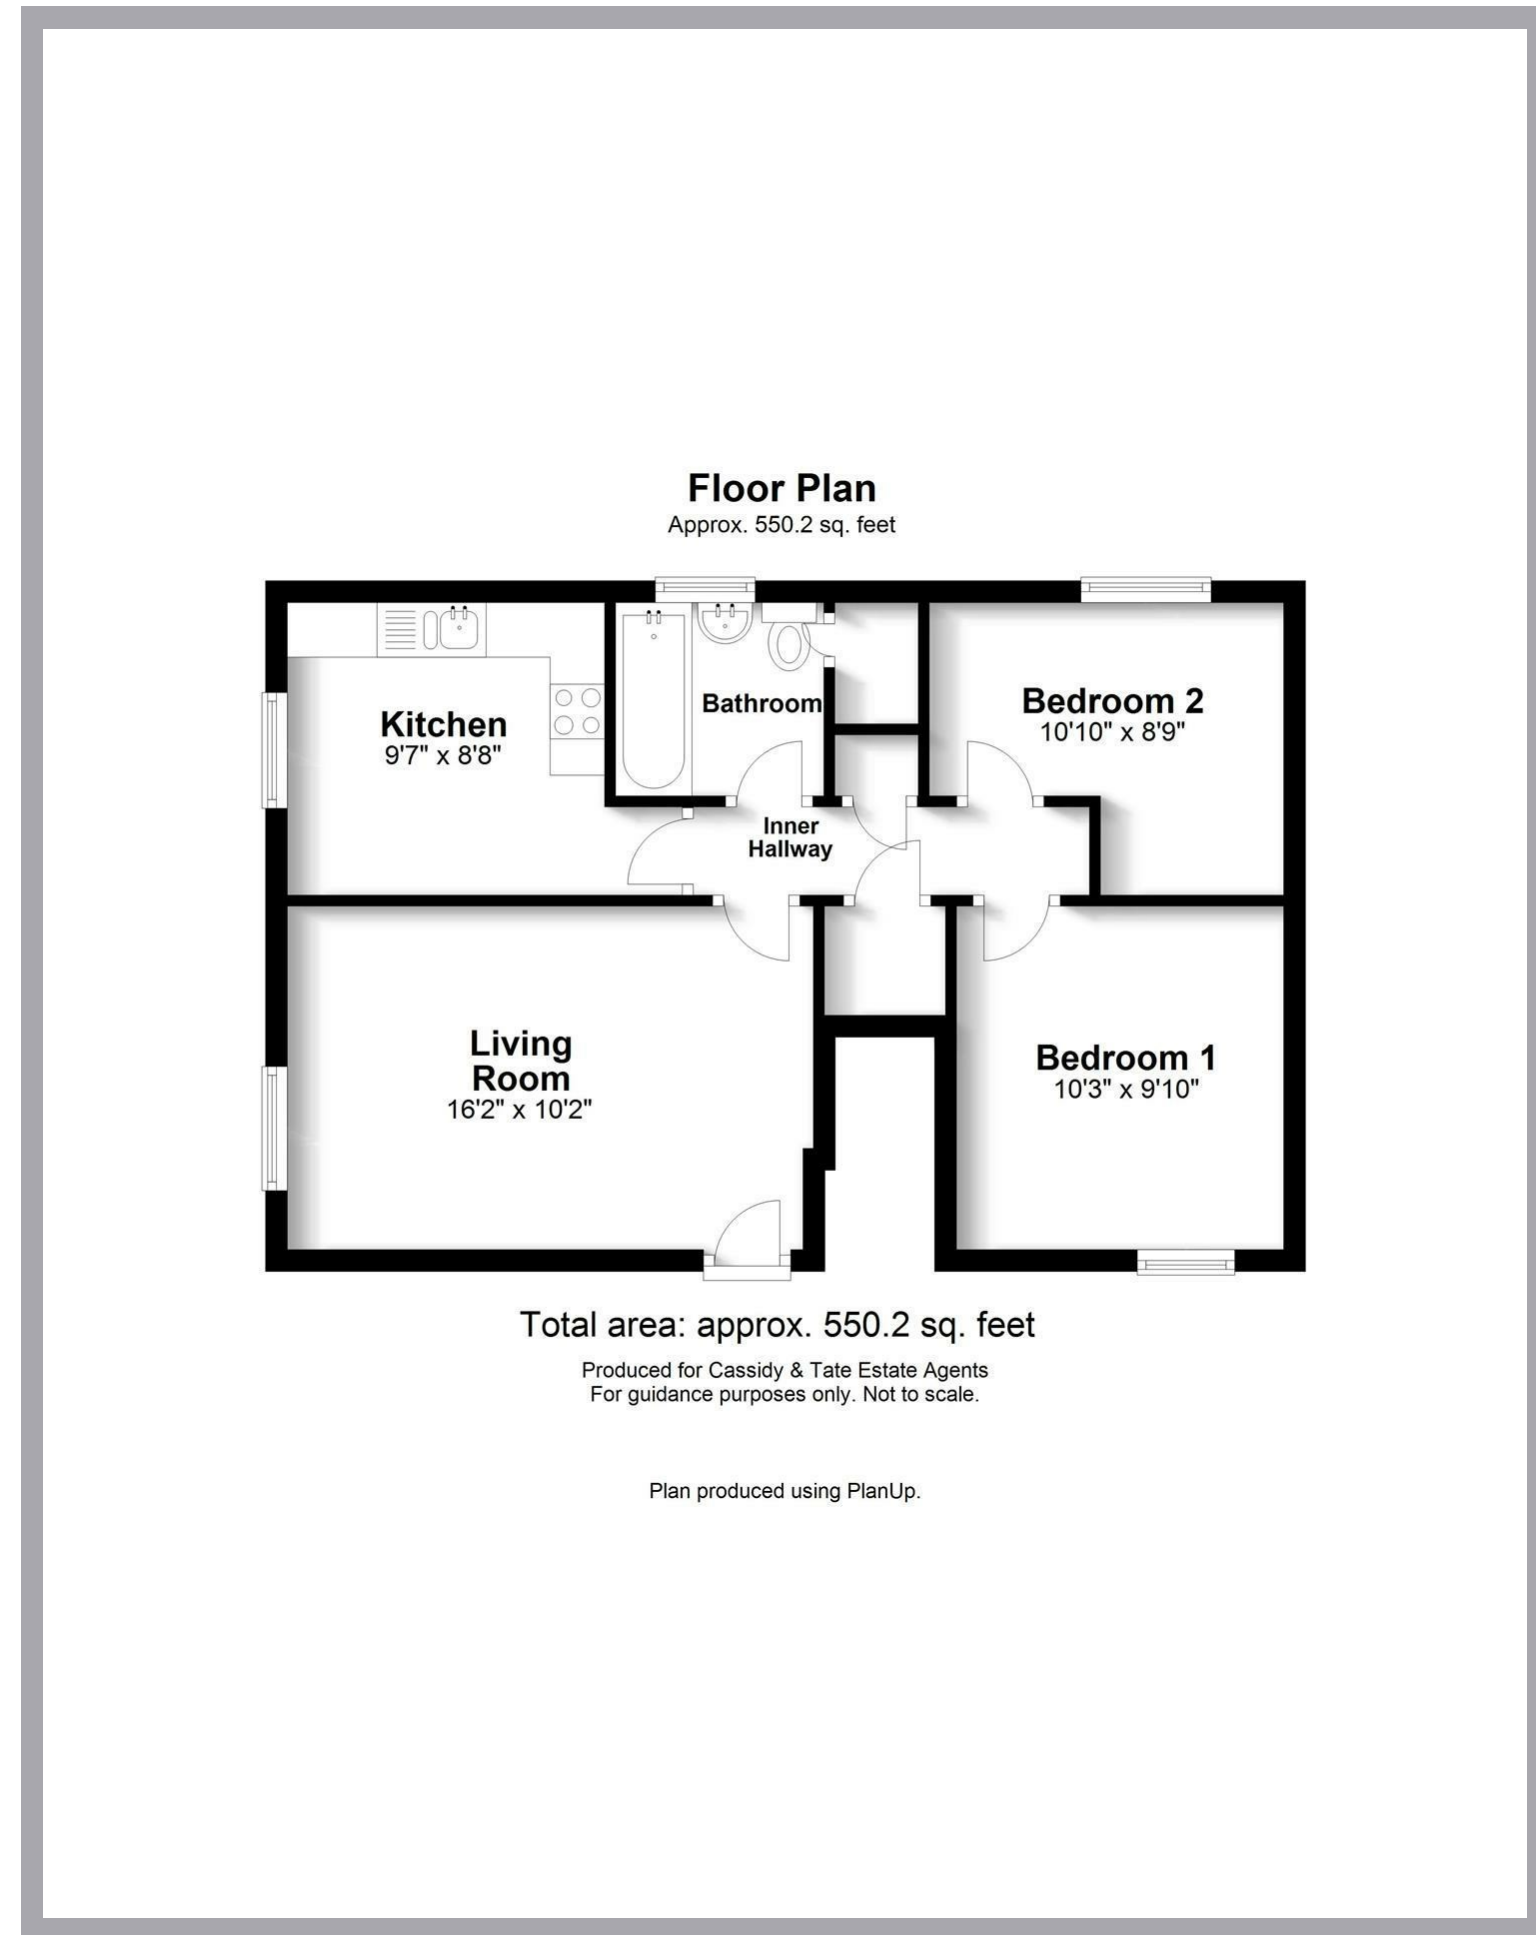 Floor Plan
Approx. 550.2 sq. feet
Kitchen
9'7" x 8'8"
Bathroom
Bedroom 2
10'10" x 8'9"
Inner
Hallway
Living
Room
16'2" x 10'2"
Bedroom 1
10'3" x 9'10"
Total area: approx. 550.2 sq. feet
Produced for Cassidy & Tate Estate Agents
For guidance purposes only. Not to scale.
Plan produced using PlanUp.